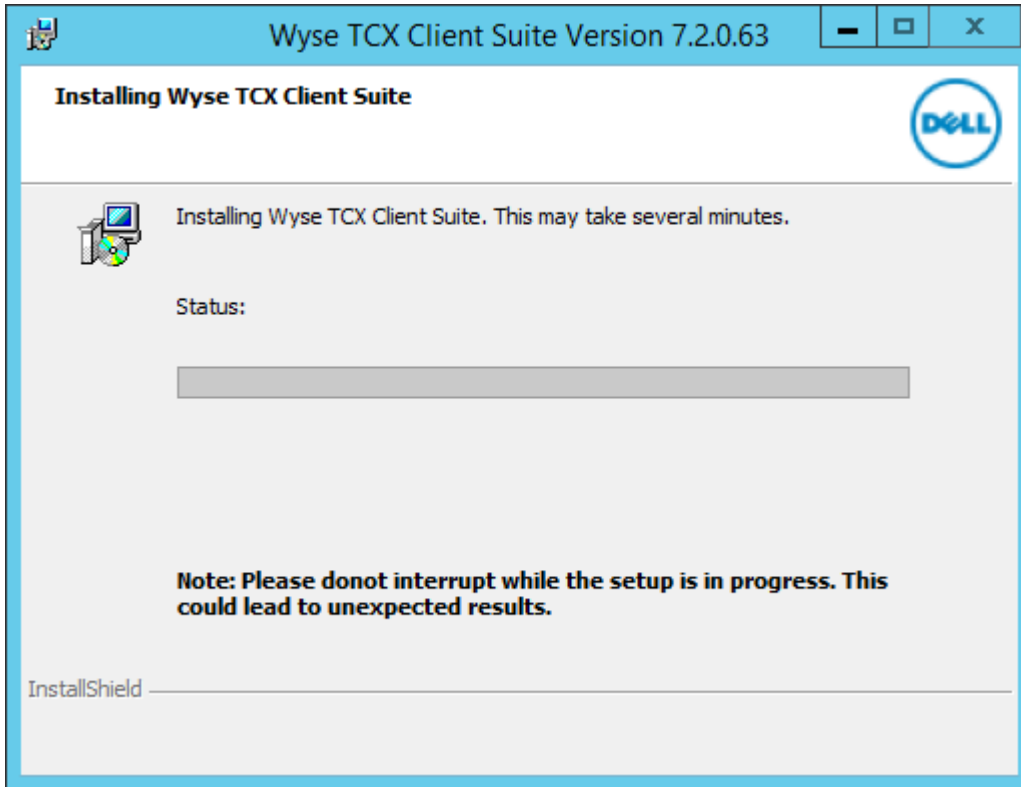 Wyse TCX Client Suite Version 7.2.0.63
Installing Wyse TCX Client Suite
DELL
Installing Wyse TCX Client Suite. This may take several minutes.
Status:
Note: Please donot interrupt while the setup is in progress. This
could lead to unexpected results.
InstallShield